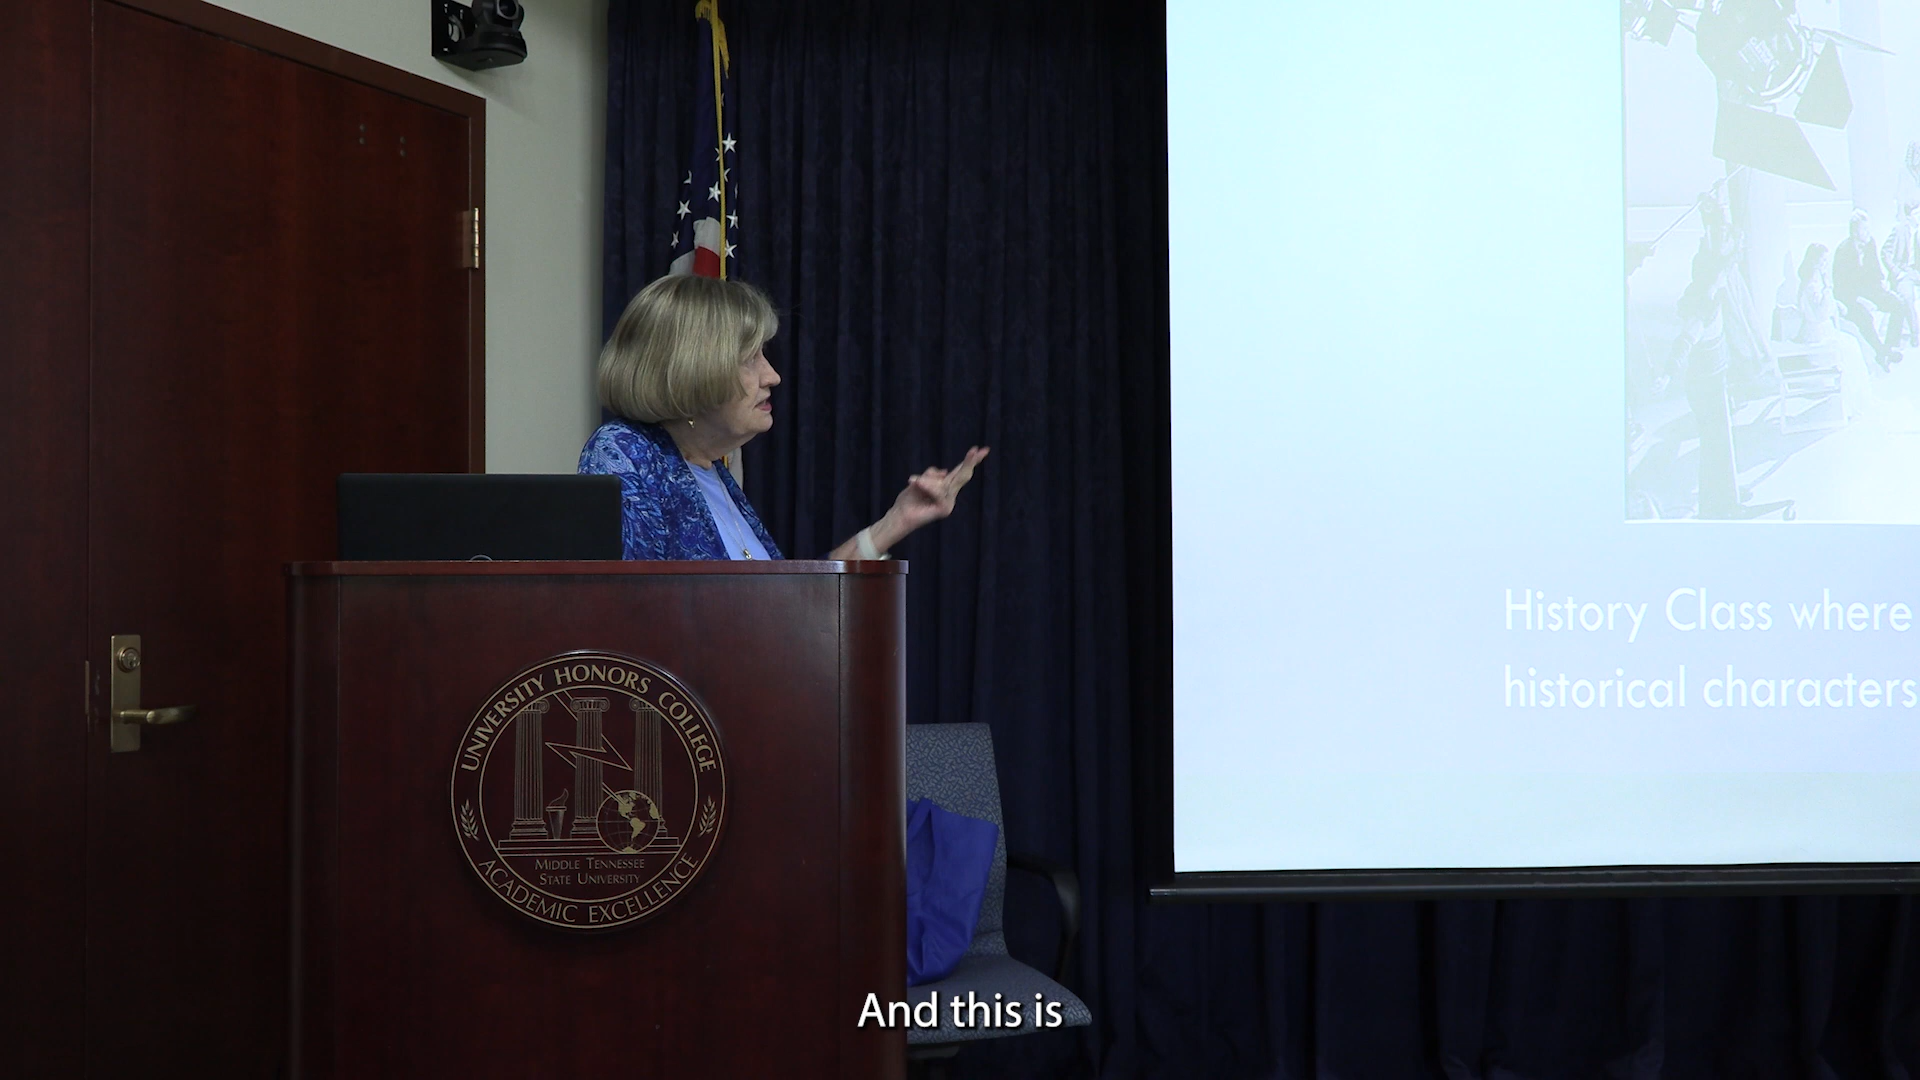 History Class where
historical characters
UNIVERSITY HONORS COLLEGE
MIDDLE TENNESSEE
STATE UNIVERSITY
ACADEMIC EXCELLENCE
And this is